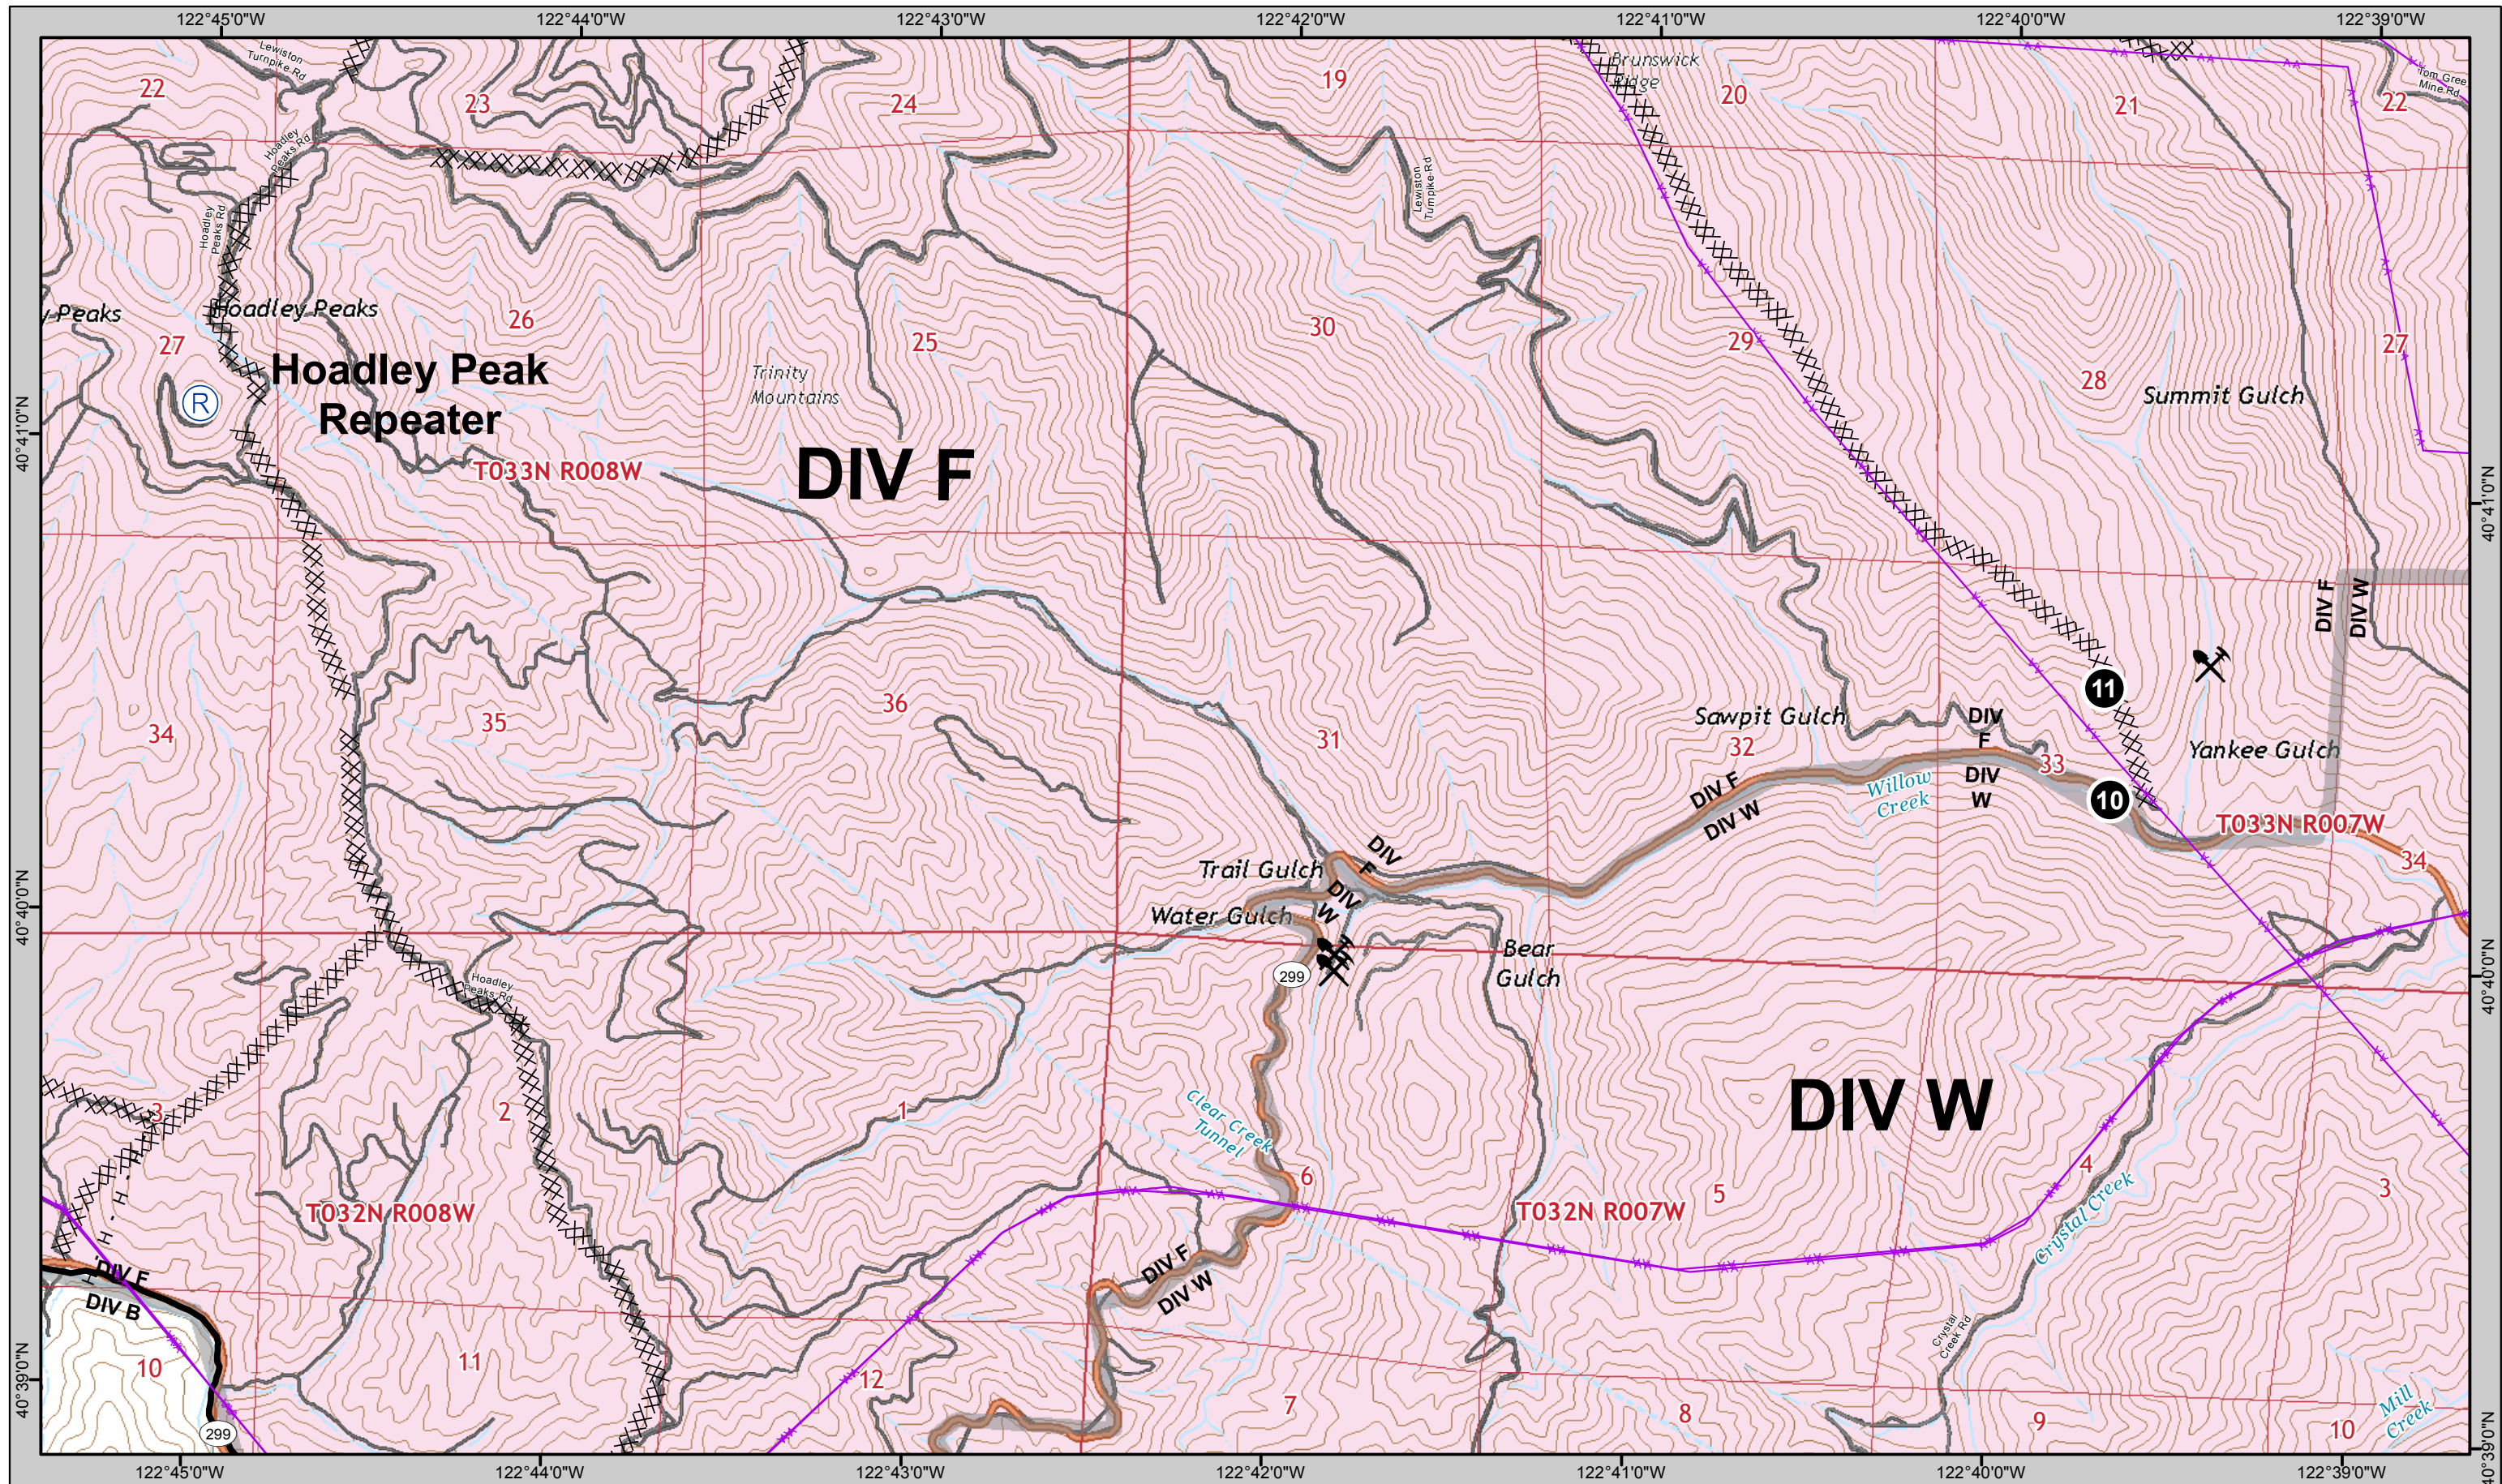 122°45'0"W
122°44'0"W
122°43'0"W
122°42'0"W
122°41'0"W
122°40'0"W
122°39'0"W
Lewiston
Turnpike Rd
22
23
24
19
Brunswick
Ridge
20
21
22
Tom Gree
Mine Rd
Hoadley
Peaks Rd
Hoadley
Peaks Rd
Lewiston
Turnpike Rd
y Peaks
Hoadley Peaks
27
26
25
30
29
28
27
Hoadley Peak
Repeater
R
Trinity
Mountains
Summit Gulch
40°41'0"N
T033N R008W
DIV F
40°41'0"N
DIV F
DIV W
34
35
36
31
Sawpit Gulch
32
DIV
F
11
Yankee Gulch
33
DIV F
DIV W
Willow
Creek
DIV
W
10
T033N R007W
34
Trail Gulch
DIV
F
DIV
W
Water Gulch
40°40'0"N
Bear
Gulch
299
40°40'0"N
Hoadley
Peaks Rd
3
2
1
Clear Creek
Tunnel
DIV W
6
5
4
3
H - H - H
T032N R008W
T032N R007W
Crystal Creek
DIV F
DIV B
DIV F
DIV W
Crystal
Creek Rd
40°39'0"N
10
11
12
7
8
9
10
Mill
Creek
299
40°39'0"N
122°45'0"W
122°44'0"W
122°43'0"W
122°42'0"W
122°41'0"W
122°40'0"W
122°39'0"W